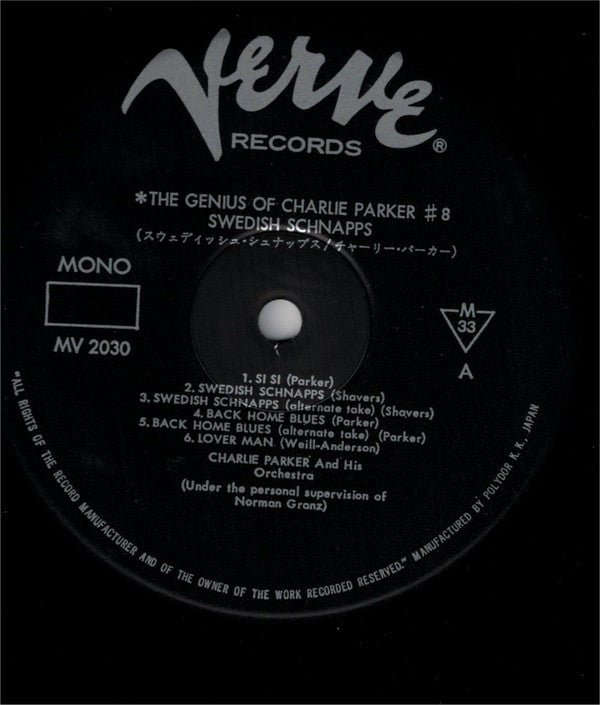 Verve
RECORDS ®
*THE GENIUS OF CHARLIE PARKER #8
SWEDISH SCHNAPPS
(スウェディッシュ・シュナップス/チャーリー・パーカー)
MONO
MV 2030
M
33
A
1. SI SI (Parker)
2. SWEDISH SCHNAPPS (Shavers)
3. SWEDISH SCHNAPPS (alternate take) (Shavers)
4. BACK HOME BLUES (Parker)
5. BACK HOME BLUES (alternate take) (Parker)
6. LOVER MAN (Weill-Anderson)
CHARLIE PARKER And His
Orchestra
(Under the personal supervision of
Norman Granz)
"ALL RIGHTS OF THE RECORD MANUFACTURER AND OF THE OWNER OF THE WORK RECORDED RESERVED." MANUFACTURED BY POLYDOR K. K., JAPAN